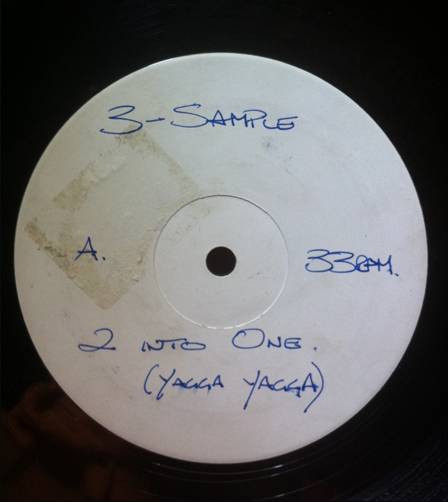 3-SAMPLE
A. 33RPM.
2 INTO ONE.
(YAGGA YAGGA)